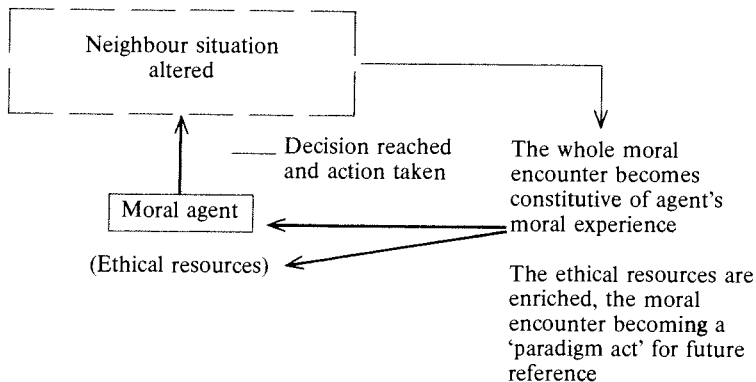 Neighbour situation
altered
Decision reached
and action taken
Moral agent
(Ethical resources)
The whole moral
encounter becomes
constitutive of agent's
moral experience
The ethical resources are
enriched, the moral
encounter becoming a
'paradigm act' for future
reference